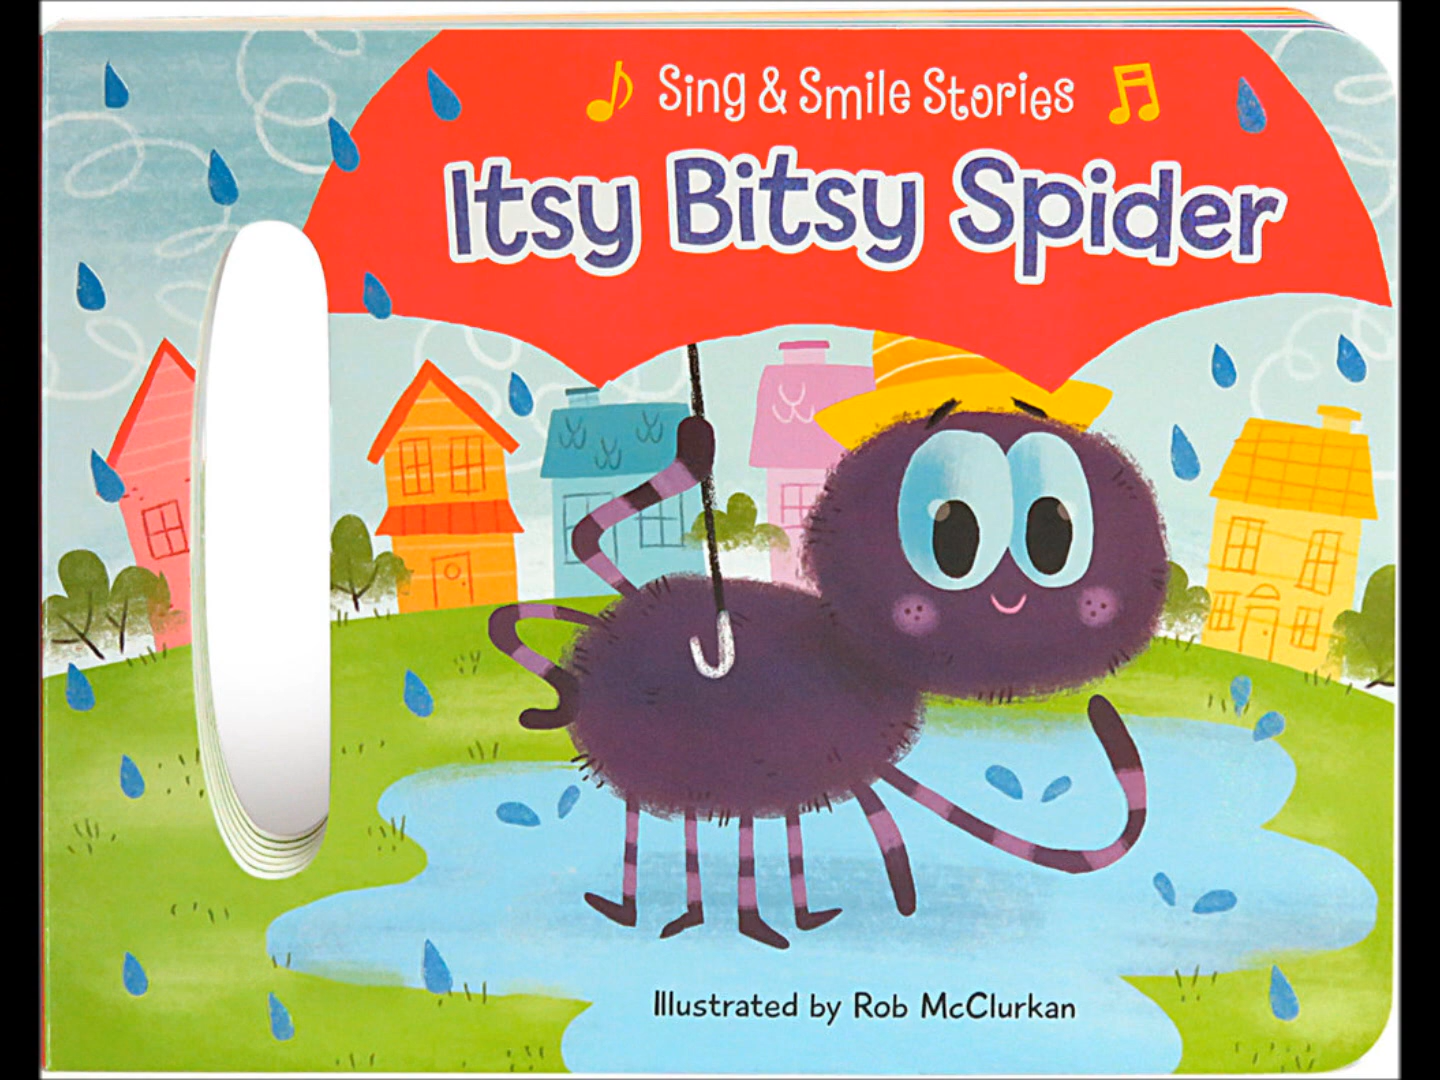 Sing & Smile Stories
Itsy Bitsy Spider
Illustrated by Rob McClurkan